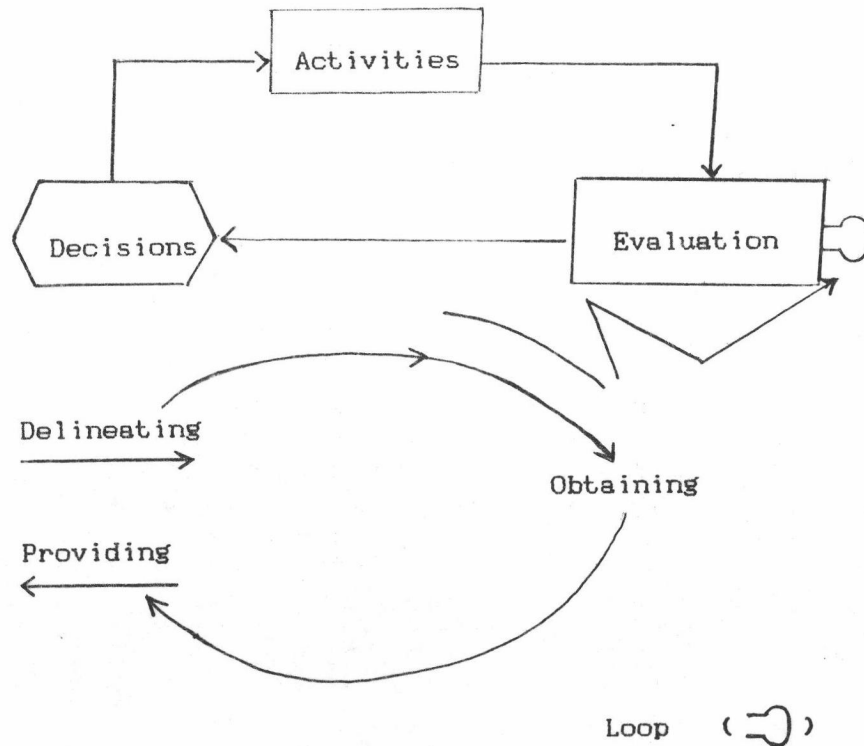 Activities
Decisions
Evaluation
Delineating
Obtaining
Providing
Loop ( )